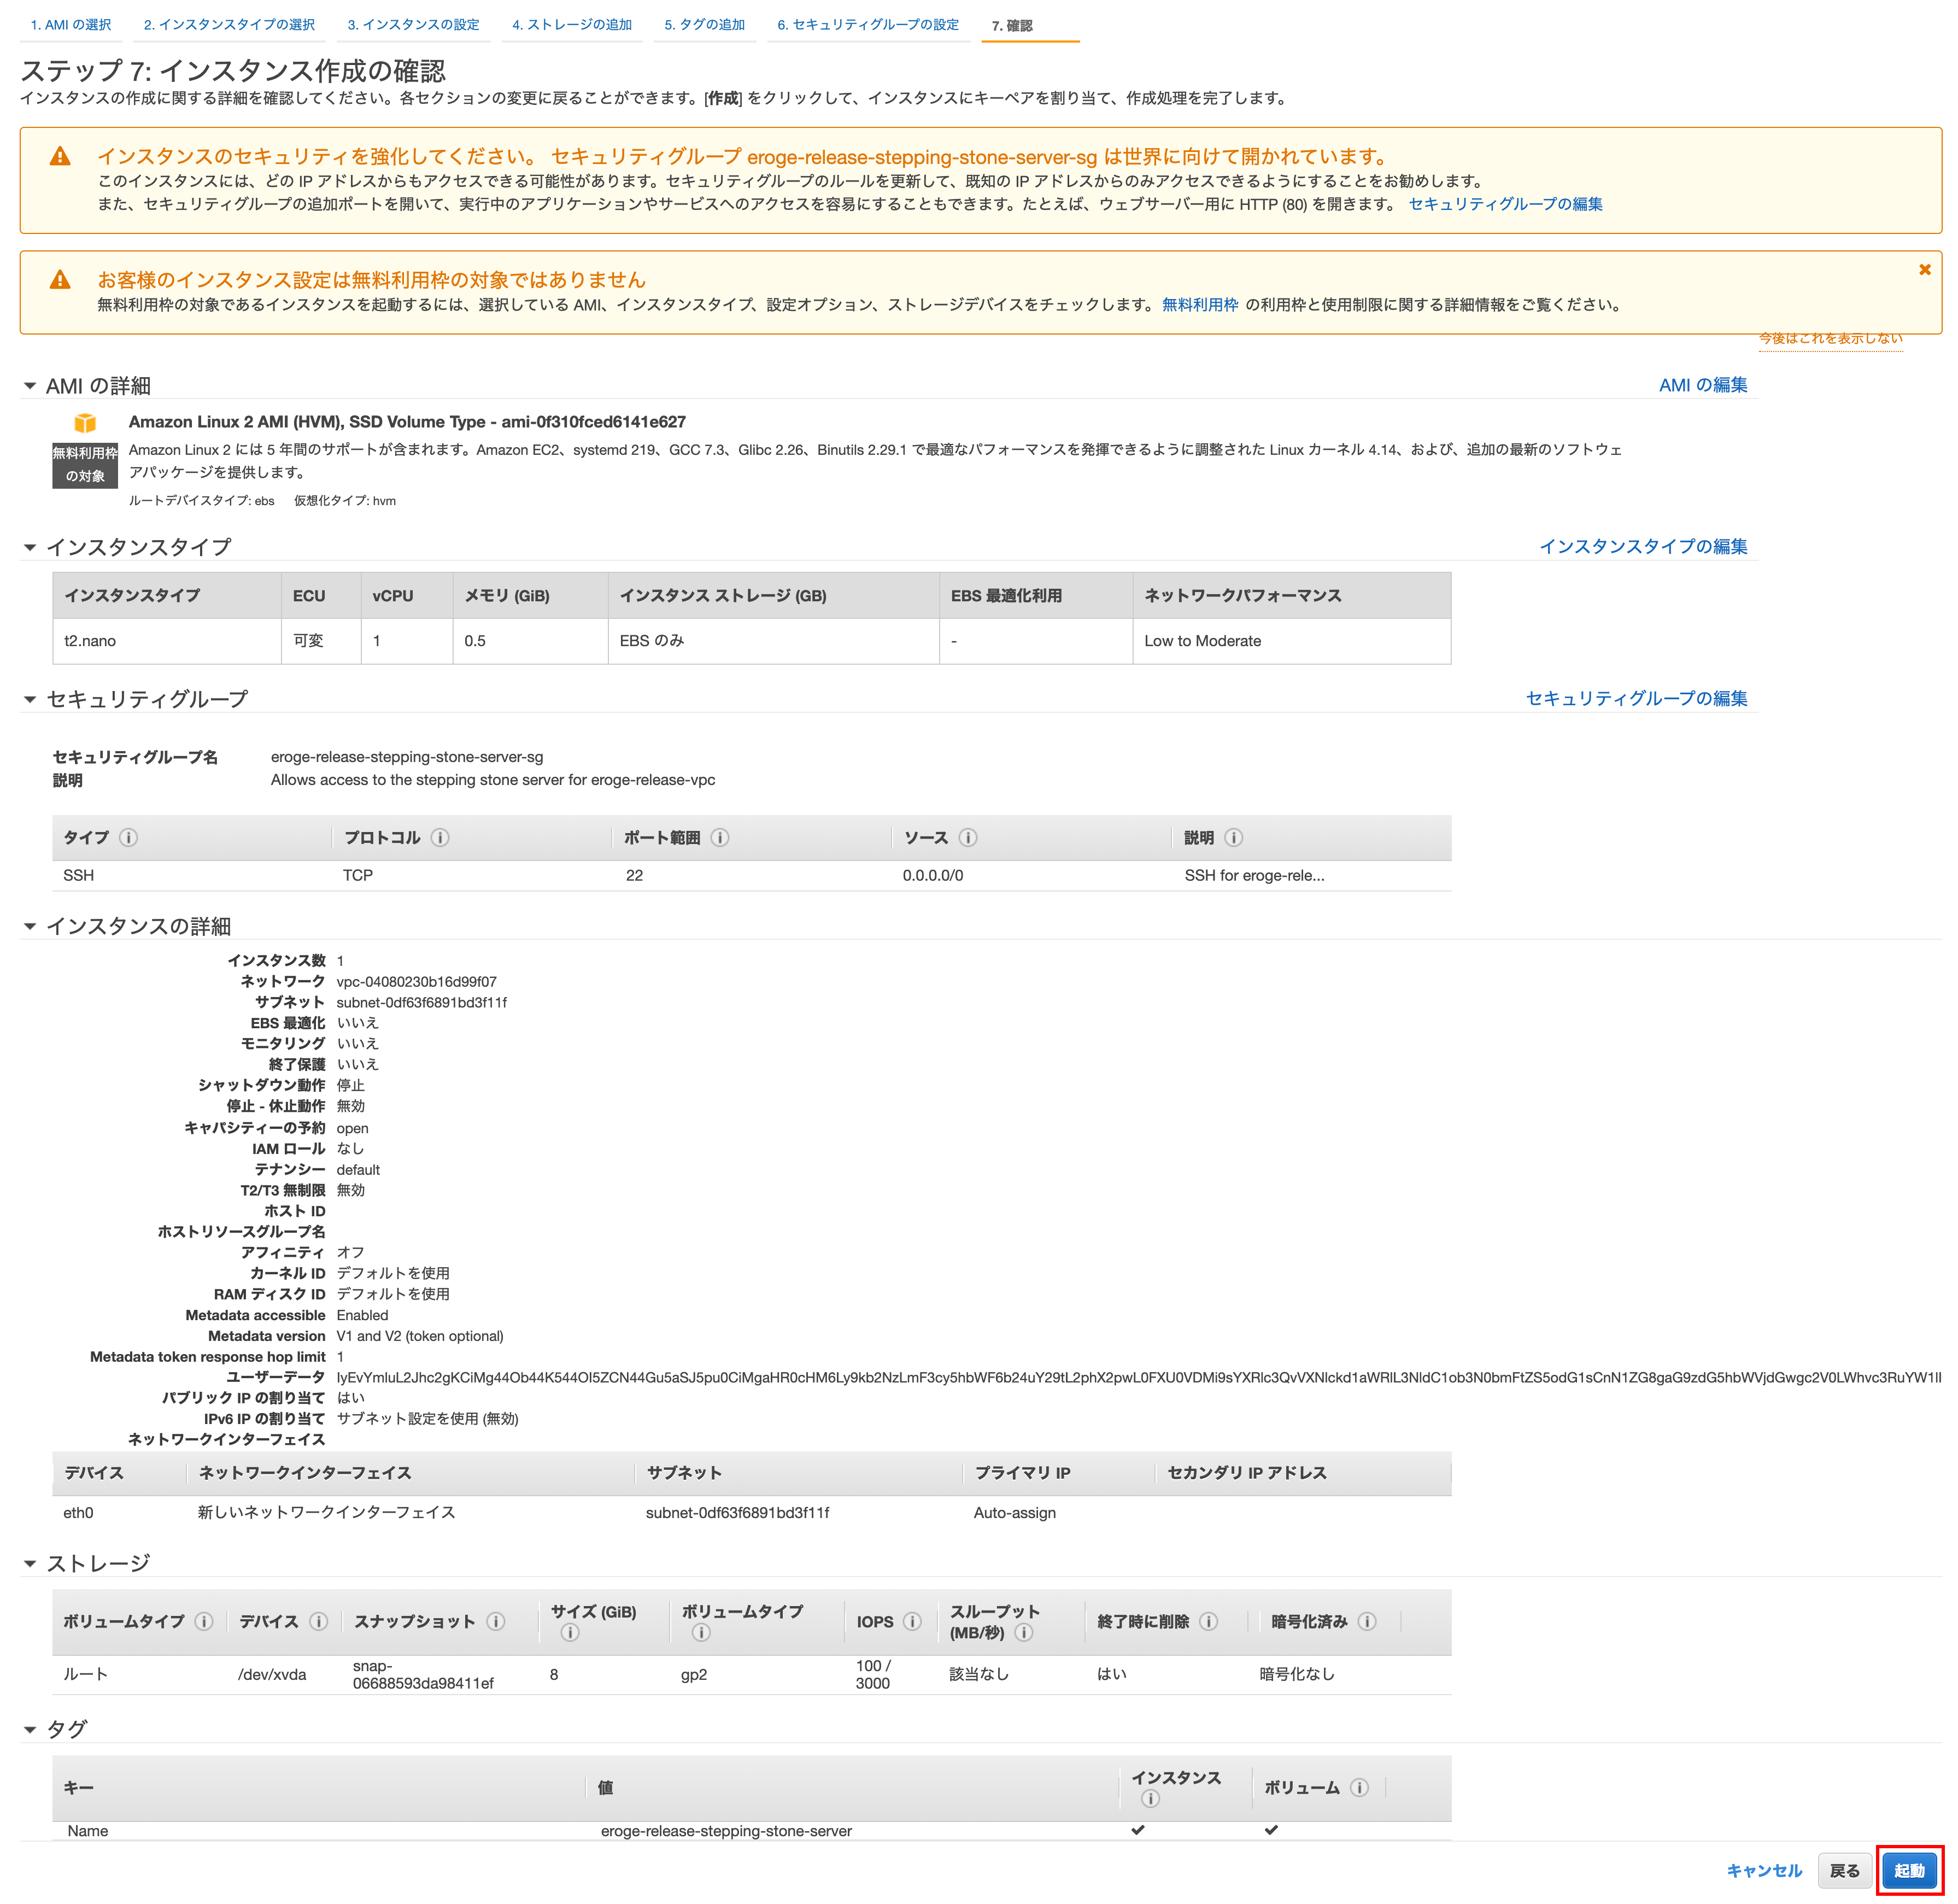 1. AMI の選択 2. インスタンスタイプの選択 3. インスタンスの設定 4. ストレージの追加 5. タグの追加 6. セキュリティグループの設定 7. 確認
ステップ 7: インスタンス作成の確認
インスタンスの作成に関する詳細を確認してください。各セクションの変更に戻ることができます。[作成] をクリックして、インスタンスにキーペアを割り当て、作成処理を完了します。
インスタンスのセキュリティを強化してください。 セキュリティグループ eroge-release-stepping-stone-server-sg は世界に向けて開かれています。
このインスタンスには、どの IP アドレスからもアクセスできる可能性があります。セキュリティグループのルールを更新して、既知の IP アドレスからのみアクセスできるようにすることをお勧めします。
また、セキュリティグループの追加ポートを開いて、実行中のアプリケーションやサービスへのアクセスを容易にすることもできます。たとえば、ウェブサーバー用に HTTP (80) を開きます。 セキュリティグループの編集
お客様のインスタンス設定は無料利用枠の対象ではありません
無料利用枠の対象であるインスタンスを起動するには、選択している AMI、インスタンスタイプ、設定オプション、ストレージデバイスをチェックします。 無料利用枠 の利用枠と使用制限に関する詳細情報をご覧ください。
今後はこれを表示しない
AMI の詳細 AMI の編集
Amazon Linux 2 AMI (HVM), SSD Volume Type - ami-0f310fced6141e627
無料利用枠の対象
Amazon Linux 2 には 5 年間のサポートが含まれます。Amazon EC2、systemd 219、GCC 7.3、Glibc 2.26、Binutils 2.29.1 で最適なパフォーマンスを発揮できるように調整された Linux カーネル 4.14、および、追加の最新のソフトウェ
アパッケージを提供します。
ルートデバイスタイプ: ebs 仮想化タイプ: hvm
インスタンスタイプ インスタンスタイプの編集
インスタンスタイプ ECU vCPU メモリ (GiB) インスタンス ストレージ (GB) EBS 最適化利用 ネットワークパフォーマンス
t2.nano 可変 1 0.5 EBS のみ - Low to Moderate
セキュリティグループ セキュリティグループの編集
セキュリティグループ名 eroge-release-stepping-stone-server-sg
説明 Allows access to the stepping stone server for eroge-release-vpc
タイプ プロトコル ポート範囲 ソース 説明
SSH TCP 22 0.0.0.0/0 SSH for eroge-rele...
インスタンスの詳細
インスタンス数 1
ネットワーク vpc-04080230b16d99f07
サブネット subnet-0df63f6891bd3f11f
EBS 最適化 いいえ
モニタリング いいえ
終了保護 いいえ
シャットダウン動作 停止
停止 - 休止動作 無効
キャパシティーの予約 open
IAM ロール なし
テナンシー default
T2/T3 無制限 無効
ホスト ID
ホストリソースグループ名
アフィニティ オフ
カーネル ID デフォルトを使用
RAM ディスク ID デフォルトを使用
Metadata accessible Enabled
Metadata version V1 and V2 (token optional)
Metadata token response hop limit 1
ユーザーデータ
パブリック IP の割り当て はい
IPv6 IP の割り当て サブネット設定を使用 (無効)
ネットワークインターフェイス
デバイス ネットワークインターフェイス サブネット プライマリ IP セカンダリ IP アドレス
eth0 新しいネットワークインターフェイス subnet-0df63f6891bd3f11f Auto-assign
ストレージ
ボリュームタイプ デバイス スナップショット サイズ (GiB) ボリュームタイプ IOPS スループット (MB/秒) 終了時に削除 暗号化済み
ルート /dev/xvda snap-06688593da98411ef 8 gp2 100 / 3000 該当なし はい 暗号化なし
タグ
キー 値 インスタンス ボリューム
Name eroge-release-stepping-stone-server
キャンセル 戻る 起動